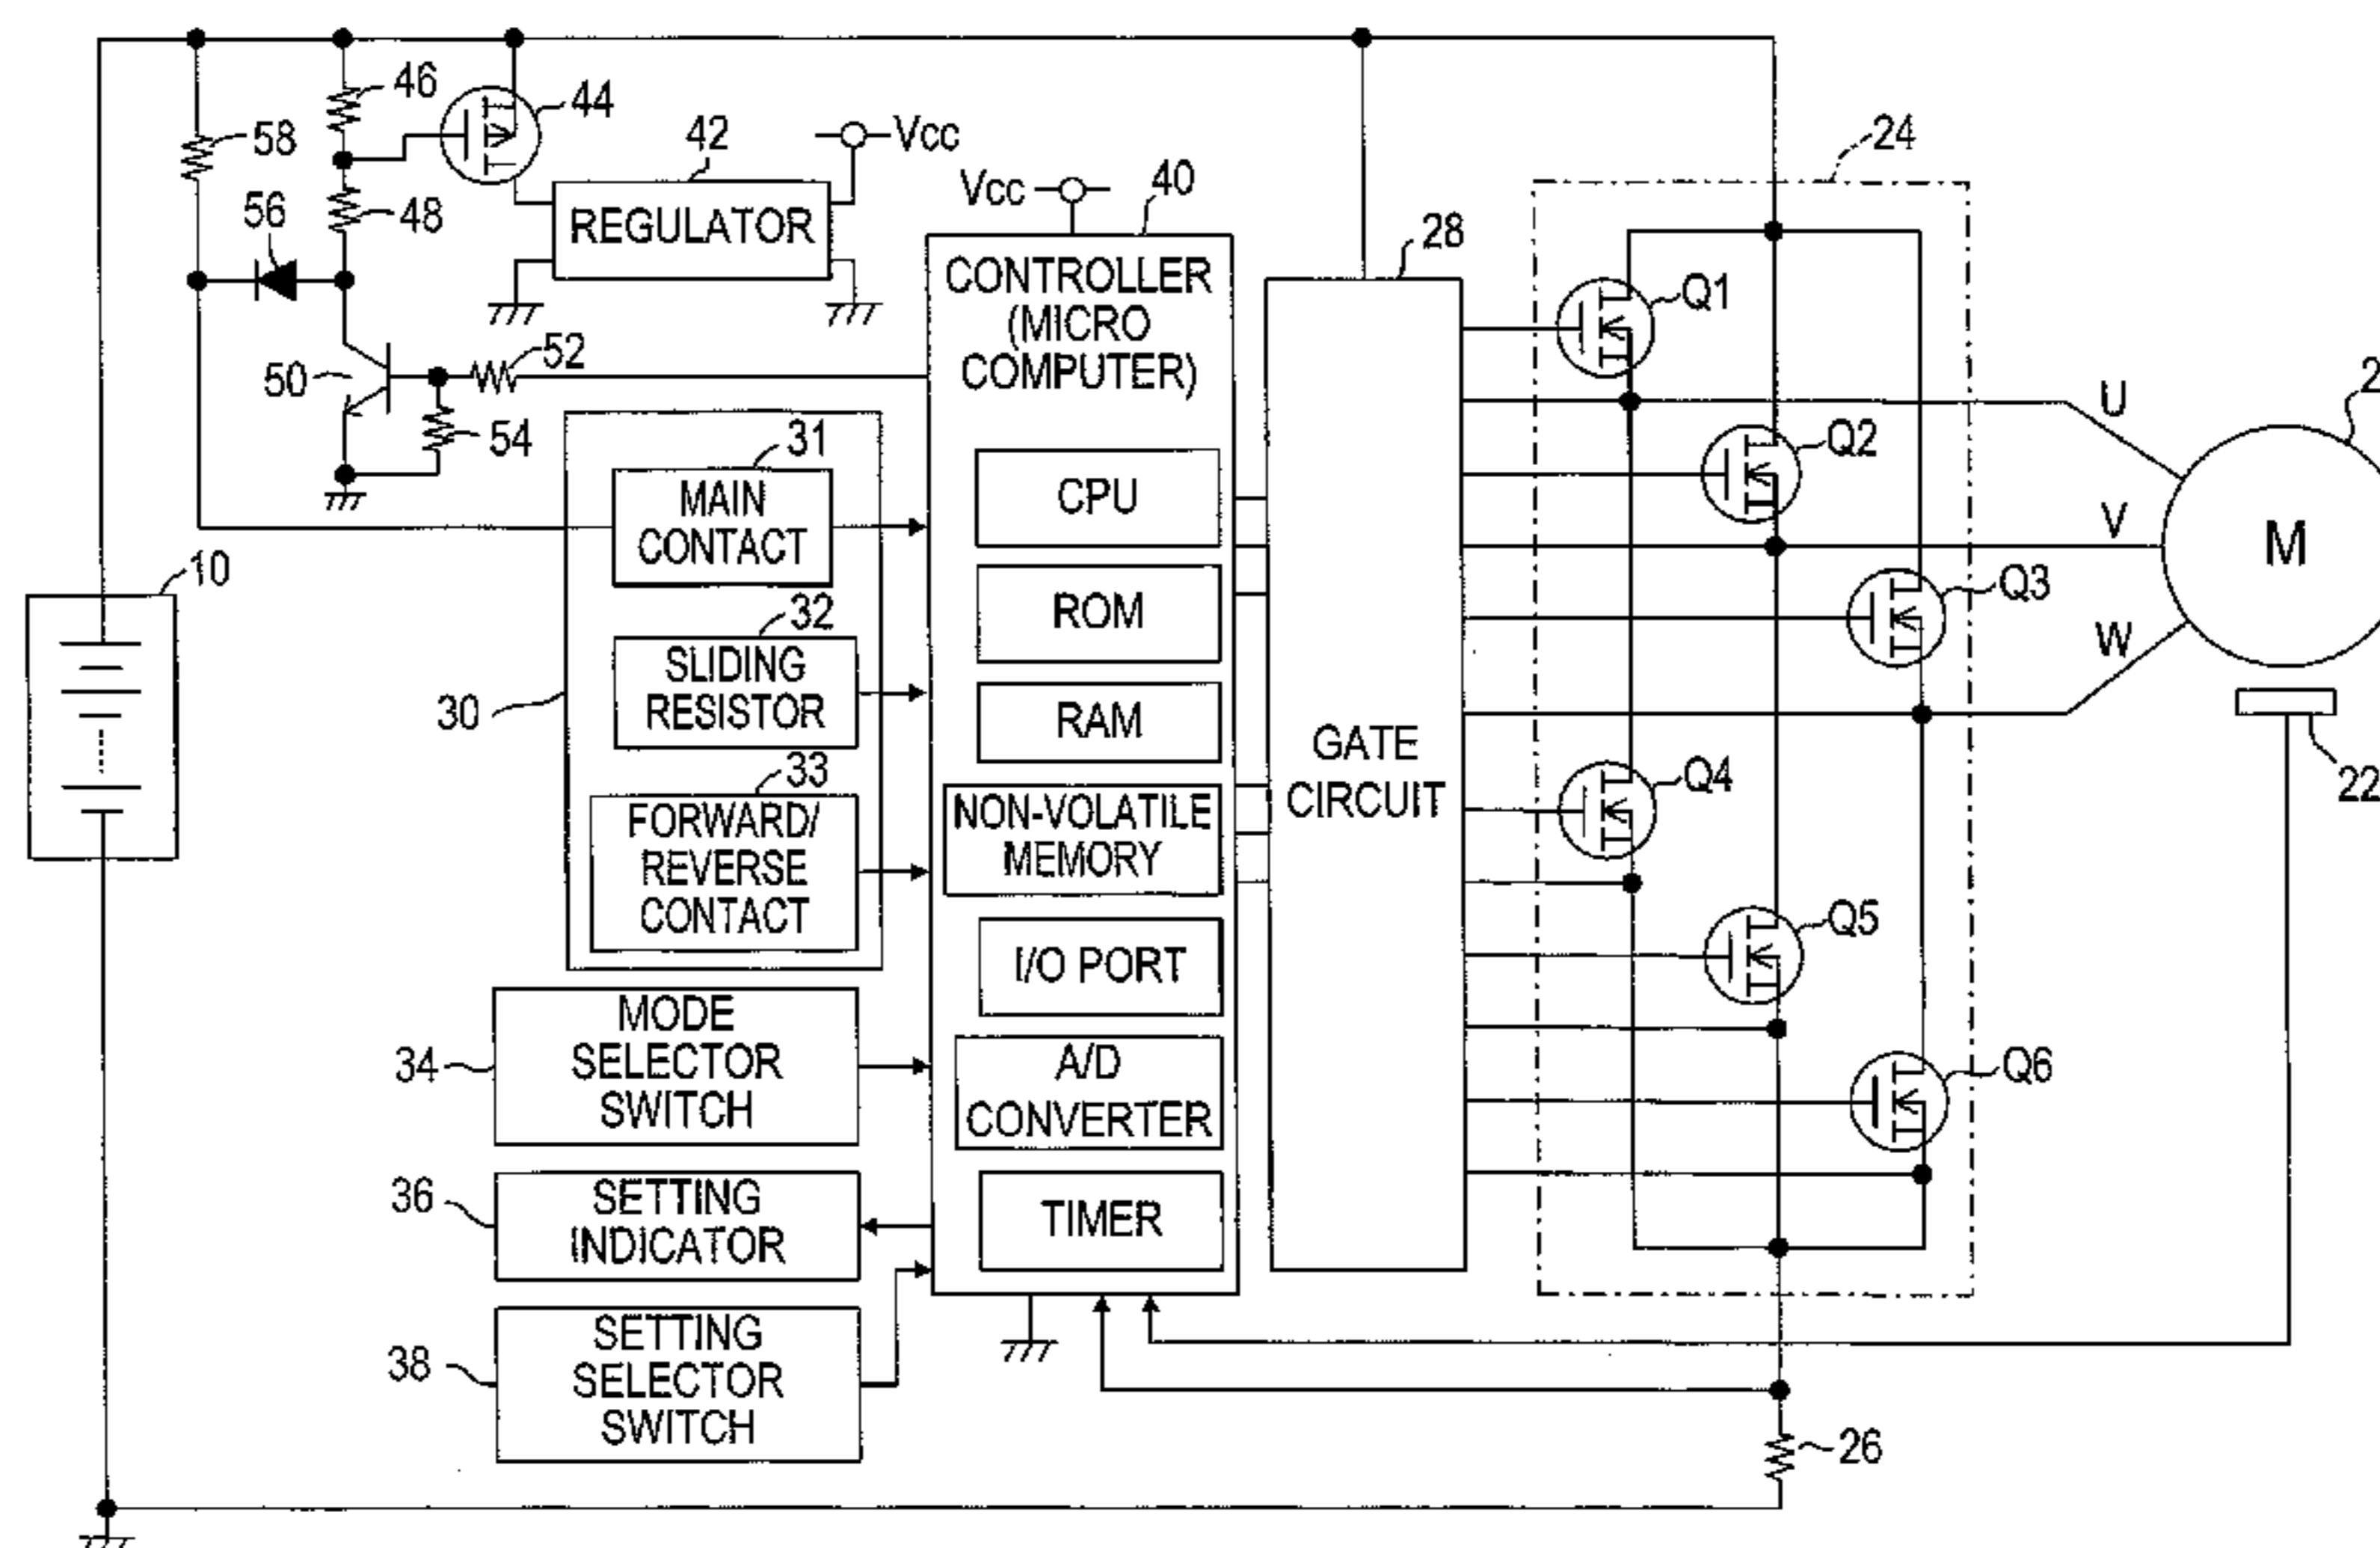 46
44
58
42
Vcc
24
Vcc
40
56
48
REGULATOR
28
CONTROLLER
(MICRO
COMPUTER)
Q1
50
52
54
U
2
Q2
31
MAIN
CONTACT
CPU
V
M
10
ROM
Q3
32
SLIDING
RESISTOR
30
RAM
W
GATE
CIRCUIT
33
FORWARD/
REVERSE
CONTACT
NON-VOLATILE
MEMORY
Q4
22
I/O PORT
Q5
34
MODE
SELECTOR
SWITCH
A/D
CONVERTER
Q6
36
SETTING
INDICATOR
TIMER
38
SETTING
SELECTOR
SWITCH
26